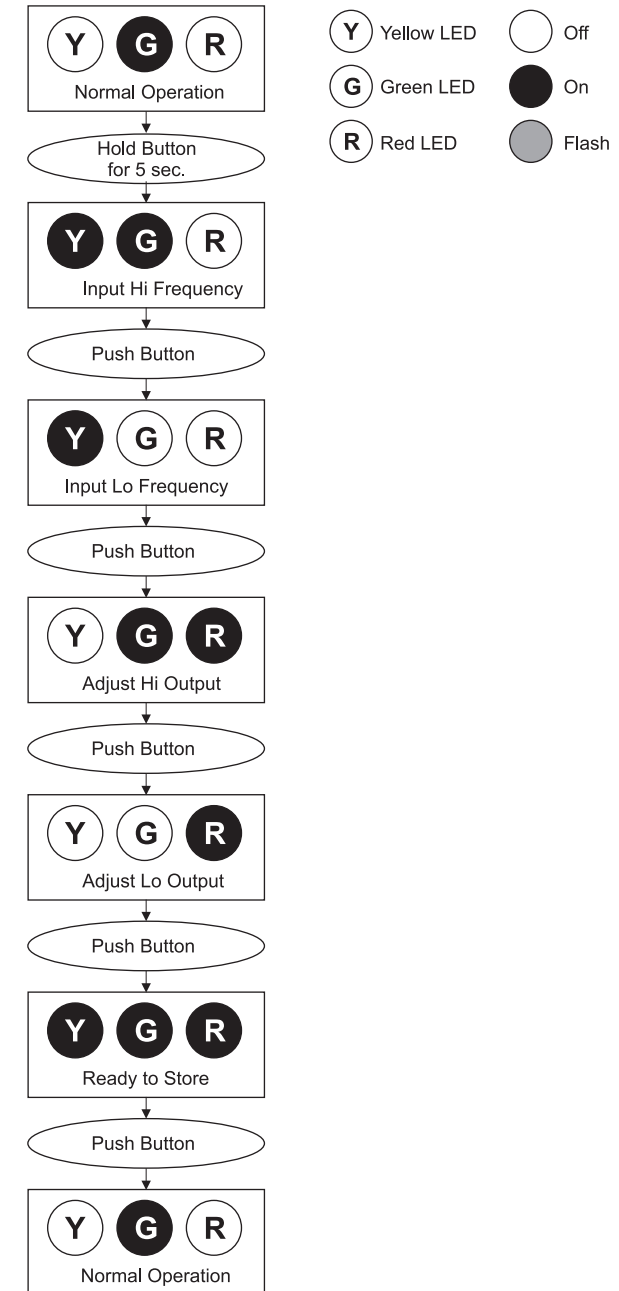 Y G R
Normal Operation
Y Yellow LED Off
G Green LED On
R Red LED Flash
Hold Button
for 5 sec.
Y G R
Input Hi Frequency
Push Button
Y G R
Input Lo Frequency
Push Button
Y G R
Adjust Hi Output
Push Button
Y G R
Adjust Lo Output
Push Button
Y G R
Ready to Store
Push Button
Y G R
Normal Operation